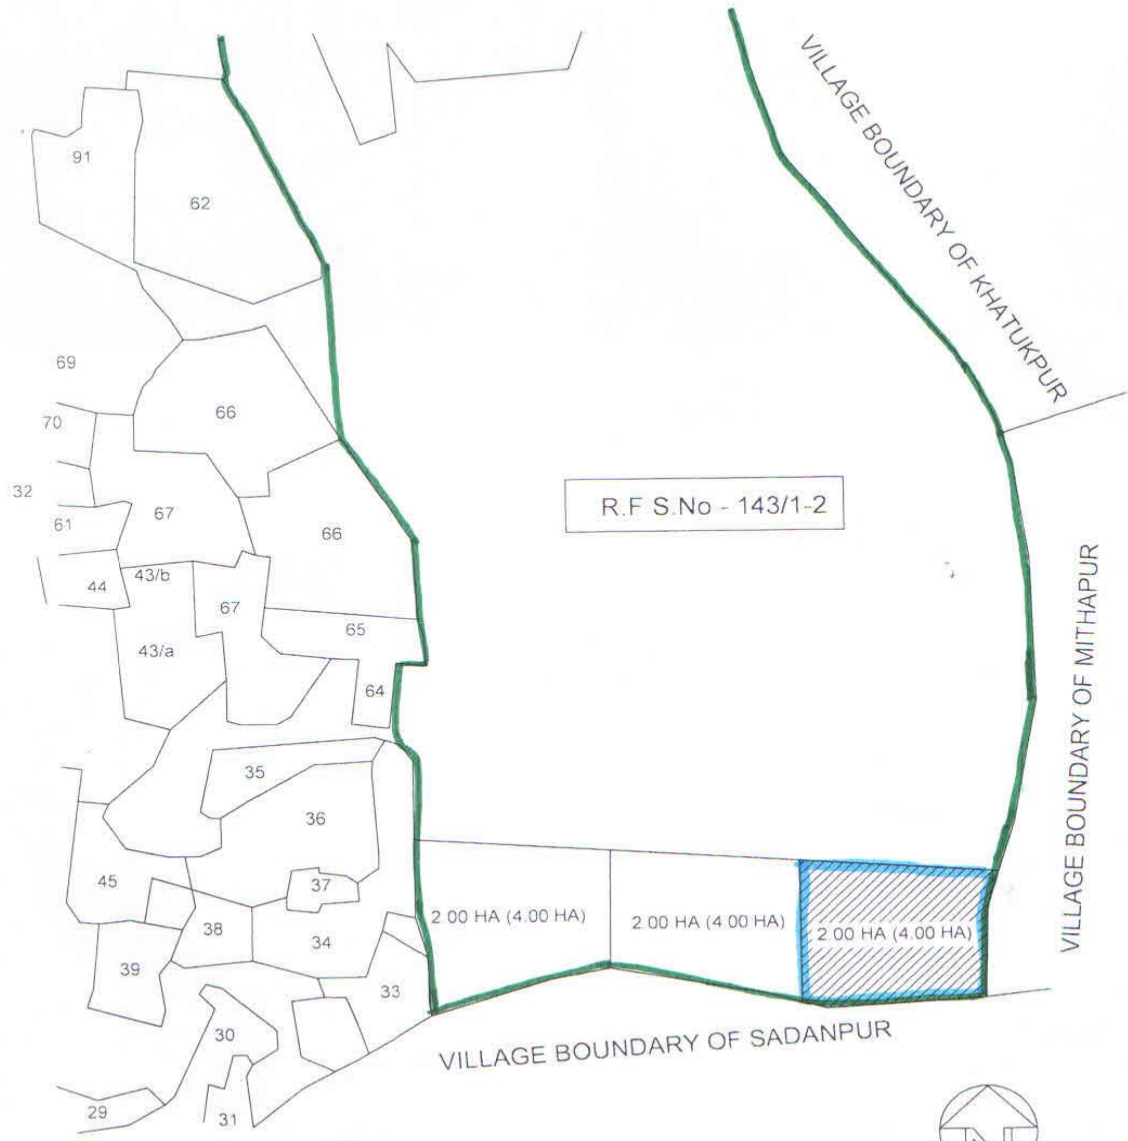 VILLAGE BOUNDARY OF KHATUKPUR
91
62
69
66
70
32
67
61
R.F S.No - 143/1-2
66
43/b
44
67
65
43/a
64
VILLAGE BOUNDARY OF MITHAPUR
35
36
45
37
2.00 HA (4.00 HA)
2.00 HA (4.00 HA)
2.00 HA (4.00 HA)
38
34
39
33
30
VILLAGE BOUNDARY OF SADANPUR
29
31
N